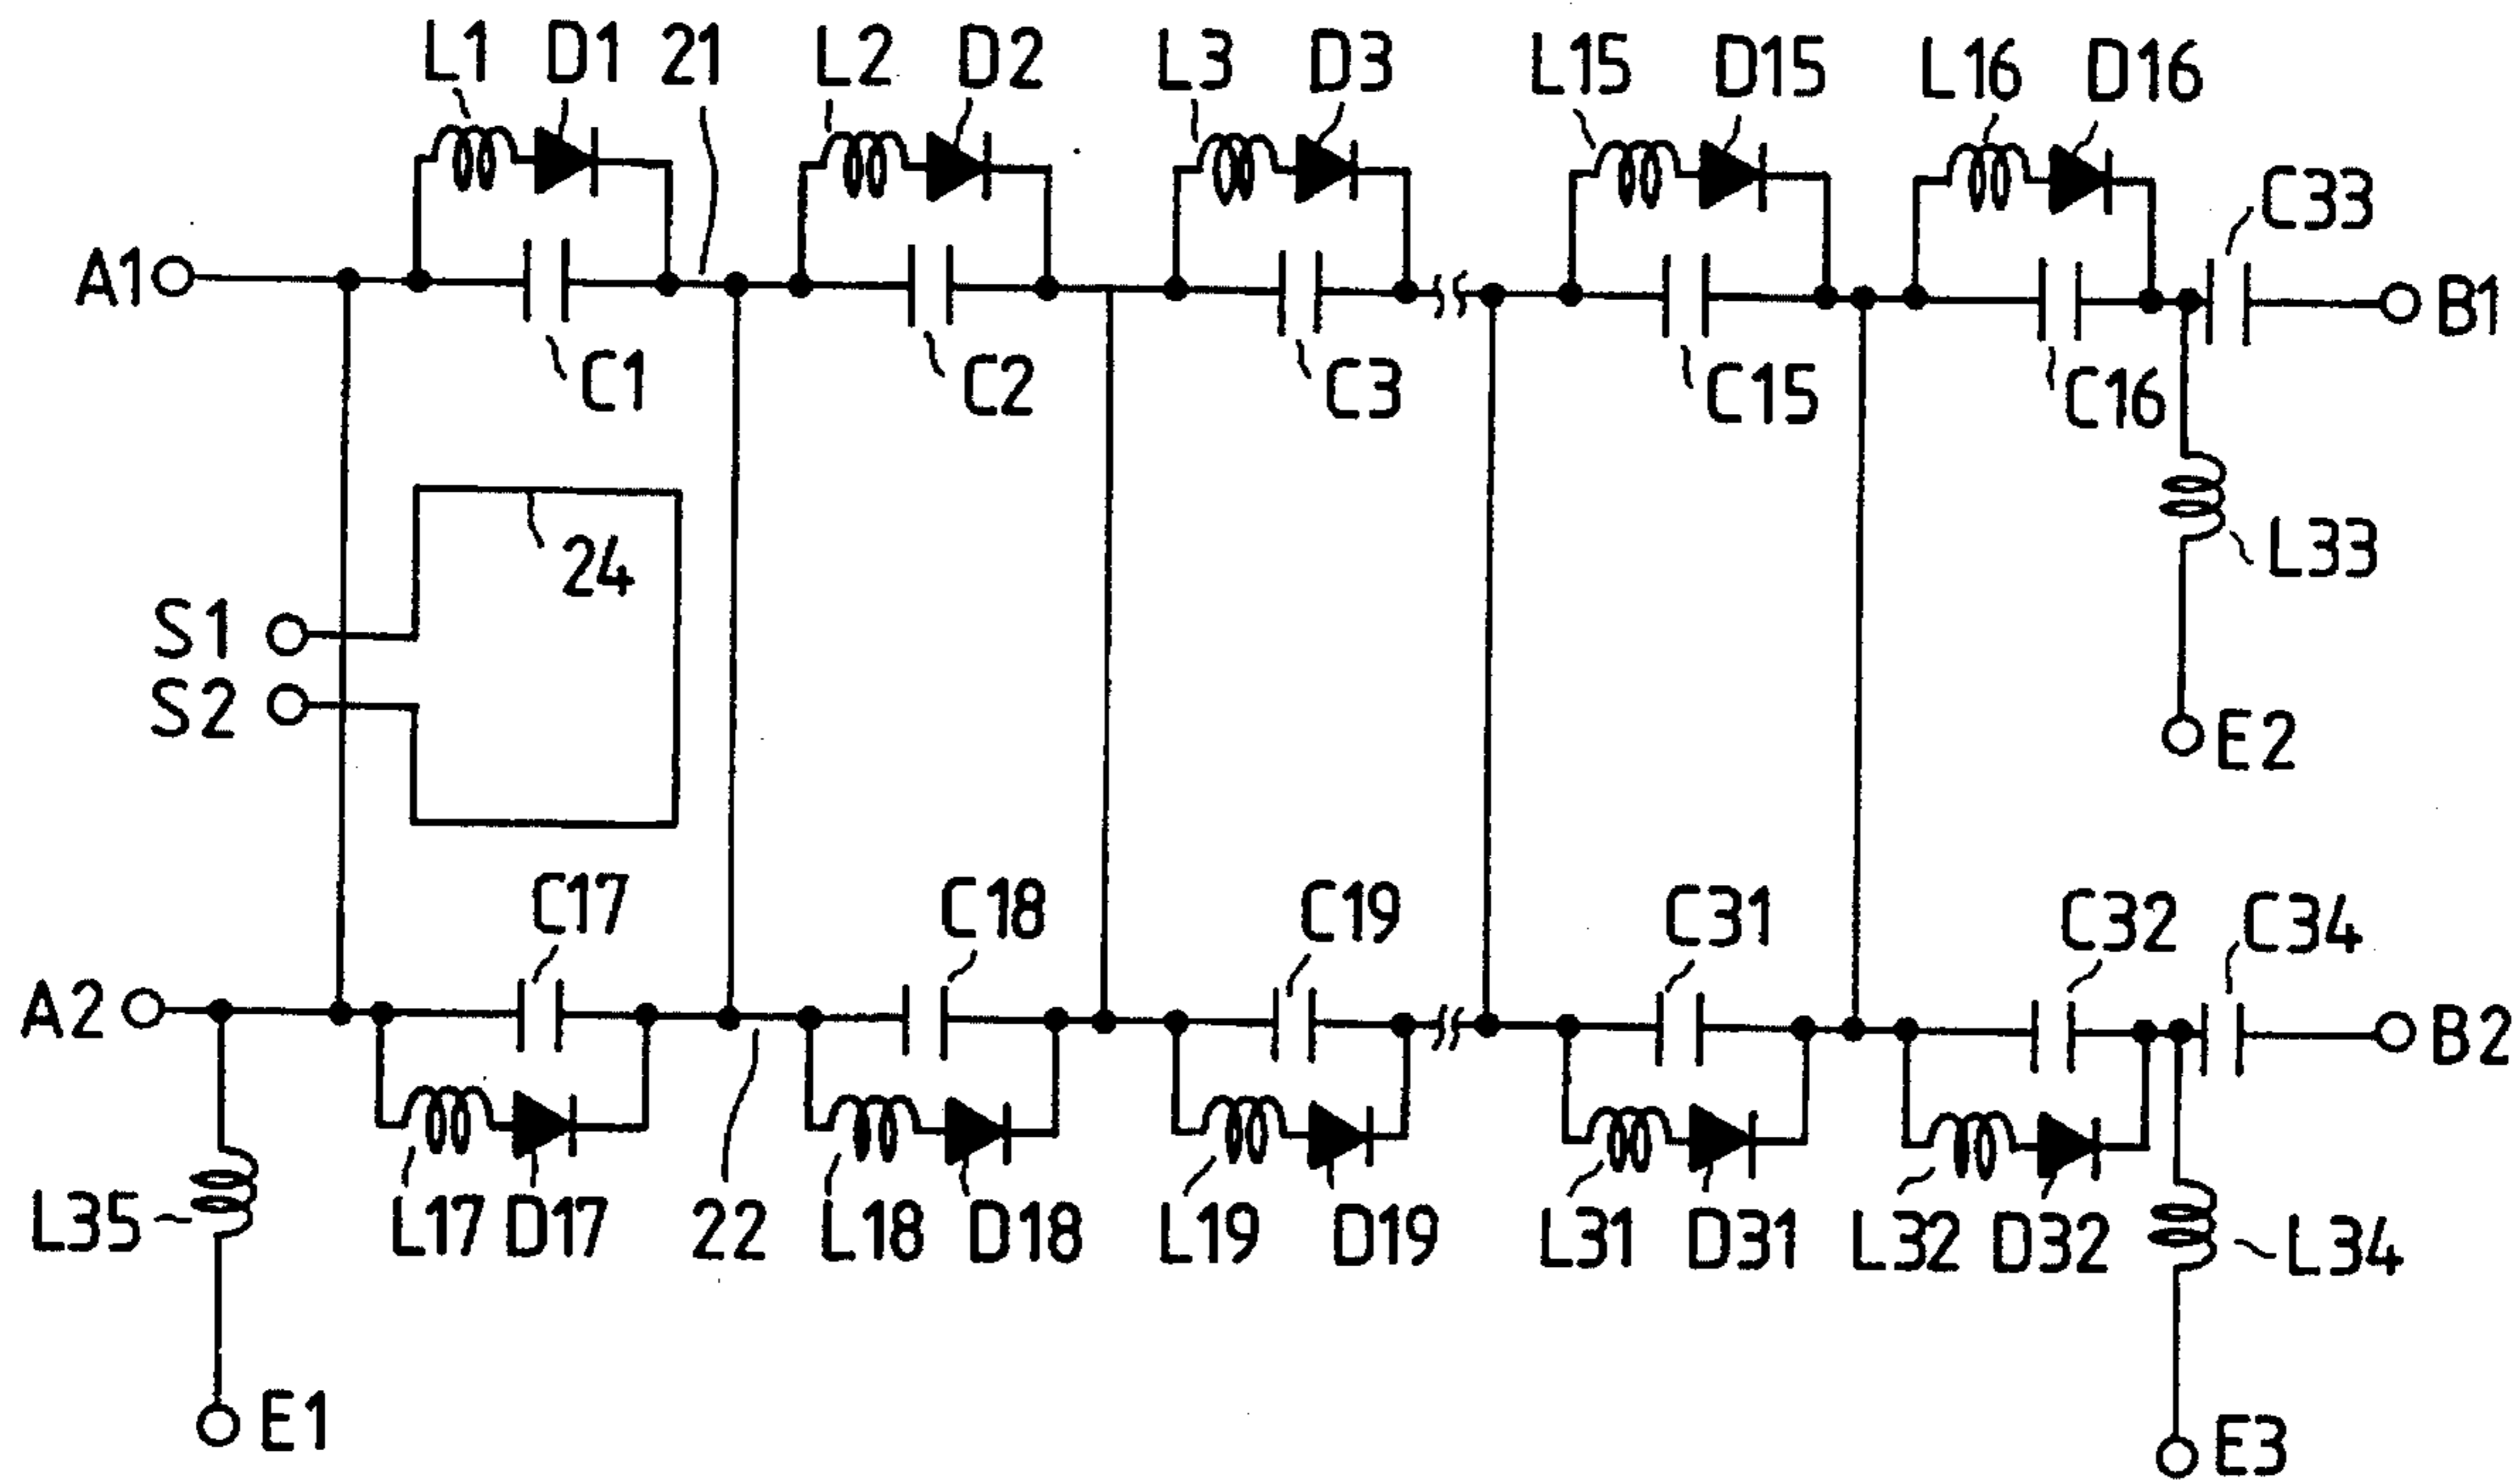 L1 D1 21 L2 D2 L3 D3 L15 D15 L16 D16
C33
A1 B1
C1 C2 C3 C15 C16
24 L33
S1
S2 E2
C17 C18 C19 C31 C32 C34
A2 B2
L35 L17 D17 22 L18 D18 L19 D19 L31 D31 L32 D32 L34
E1 E3